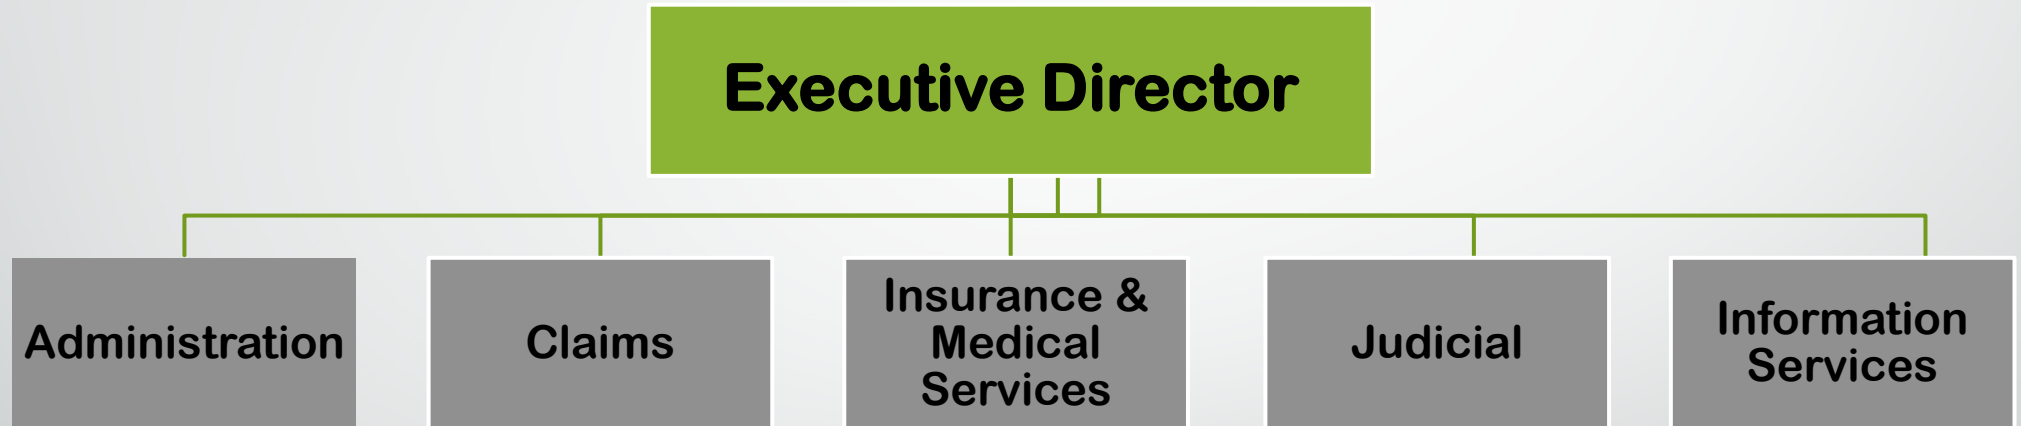 Executive Director
Administration
Claims
Insurance &
Medical
Services
Judicial
Information
Services